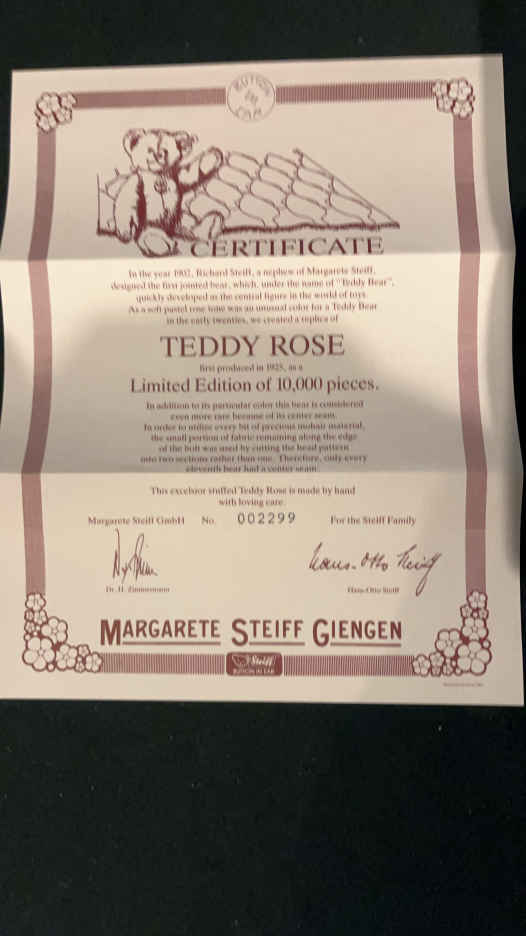 BUTTON IN EAR
CERTIFICATE
In the year 1902, Richard Steiff, a nephew of Margarete Steiff,
designed the first jointed bear, which, under the name of "Teddy Bear",
quickly developed as the central figure in the world of toys.
As a soft pastel rose tone was an unusual color for a Teddy Bear
in the early twenties, we created a replica of
TEDDY ROSE
first produced in 1925, as a
Limited Edition of 10,000 pieces.
In addition to its particular color this bear is considered
even more rare because of its center seam.
In order to utilize every bit of precious mohair material,
the small portion of fabric remaining along the edge
of the bolt was used by cutting the head pattern
into two sections rather than one. Therefore, only every
eleventh bear had a center seam.
This excelsior stuffed Teddy Rose is made by hand
with loving care.
Margarete Steiff GmbH No. 002299 For the Steiff Family
Dr. H. Zimmermann Hans-Otto Steiff
MARGARETE STEIFF GIENGEN
Steiff
BUTTON IN EAR